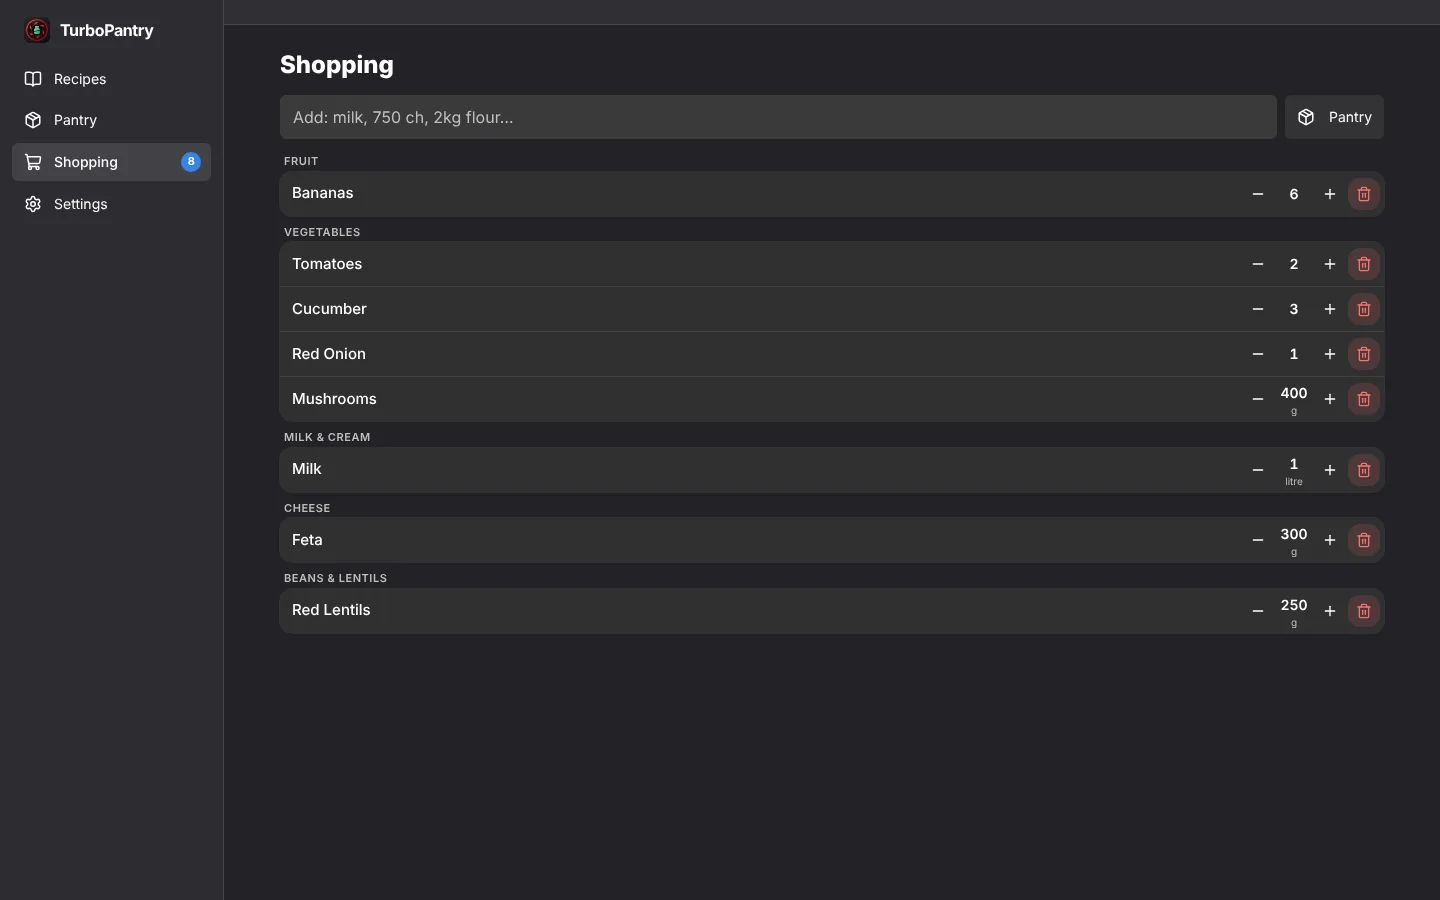 TurboPantry
Recipes
Pantry
Shopping 8
Settings
Shopping
Add: milk, 750 ch, 2kg flour...
Pantry
FRUIT
Bananas − 6 +
VEGETABLES
Tomatoes − 2 +
Cucumber − 3 +
Red Onion − 1 +
Mushrooms − 400 g +
MILK & CREAM
Milk − 1 litre +
CHEESE
Feta − 300 g +
BEANS & LENTILS
Red Lentils − 250 g +